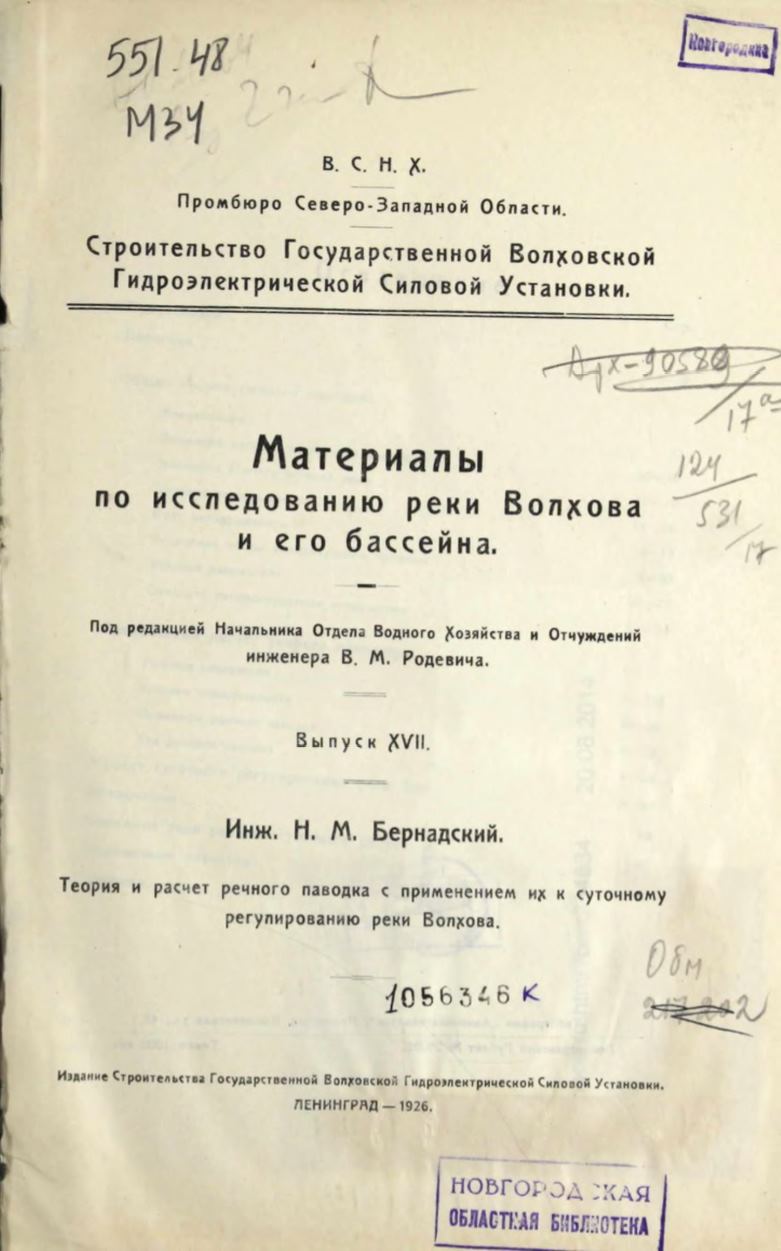 551.48
М34
Новгородика
В. С. Н. Х.
Промбюро Северо-Западной Области.
Строительство Государственной Волховской
Гидроэлектрической Силовой Установки.
17а
124
531
17
Материалы
по исследованию реки Волхова
и его бассейна.
Под редакцией Начальника Отдела Водного Хозяйства и Отчуждений
инженера В. М. Родевича.
Выпуск XVII.
Инж. Н. М. Бернадский.
Теория и расчет речного паводка с применением их к суточному
регулированию реки Волхова.
Обм
1056346 К
Издание Строительства Государственной Волховской Гидроэлектрической Силовой Установки.
ЛЕНИНГРАД — 1926.
НОВГОРОДСКАЯ
ОБЛАСТНАЯ БИБЛИОТЕКА